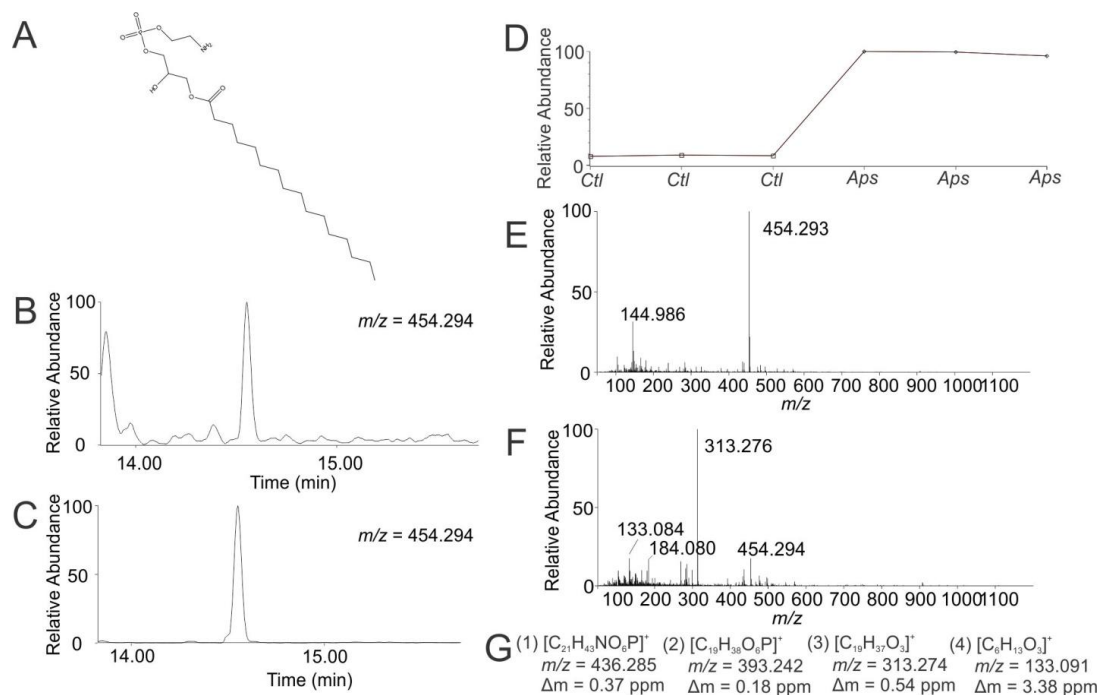 A
O
O
P
O
O
NH₂
HO
O
O
B
Relative Abundance
100
50
0
m/z = 454.294
14.00
15.00
Time (min)
C
Relative Abundance
100
50
0
m/z = 454.294
14.00
15.00
Time (min)
D
Relative Abundance
100
50
0
Ctl Ctl Ctl Aps Aps Aps
E
Relative Abundance
100
50
0
454.293
144.986
100 200 300 400 500 600 700 800 900 1000 1100
m/z
F
Relative Abundance
100
50
0
313.276
133.084
184.080
454.294
100 200 300 400 500 600 700 800 900 1000 1100
m/z
G
(1) [C₂₁H₄₃NO₆P]⁺ (2) [C₁₉H₃₈O₆P]⁺ (3) [C₁₉H₃₇O₃]⁺ (4) [C₆H₁₃O₃]⁺
m/z = 436.285 m/z = 393.242 m/z = 313.274 m/z = 133.091
Δm = 0.37 ppm Δm = 0.18 ppm Δm = 0.54 ppm Δm = 3.38 ppm